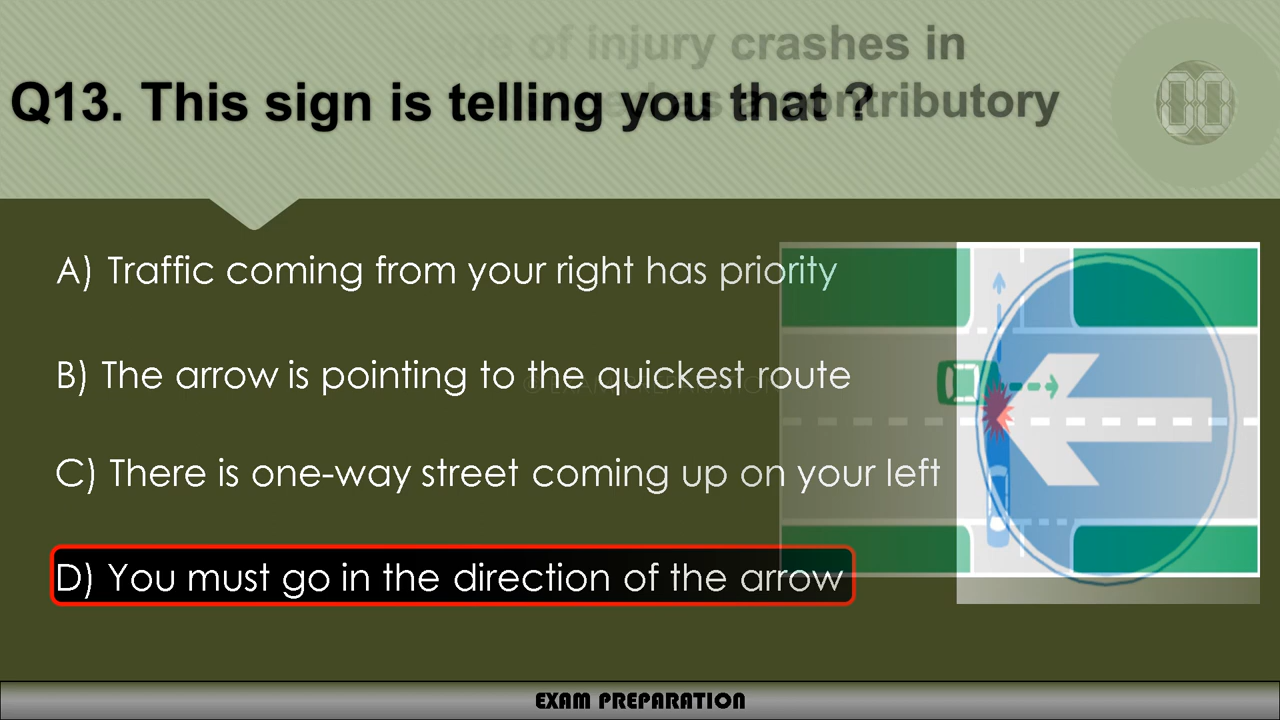 of injury crashes in
Q13. This sign is telling you that ?
contributory
A) Traffic coming from your right has priority
B) The arrow is pointing to the quickest route
C) There is one-way street coming up on your left
D) You must go in the direction of the arrow
00
EXAM PREPARATION